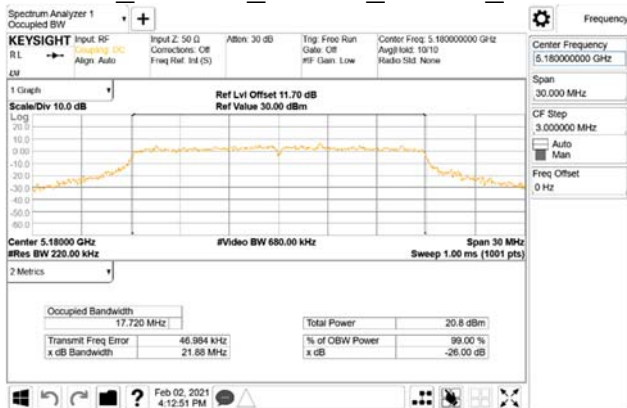 Spectrum Analyzer 1
Occupied BW
+
Frequency
KEYSIGHT
Input: RF
Coupling: DC
Align: Auto
Input Z: 50 Ω
Corrections: Off
Freq Ref: Int (S)
Atten: 30 dB
Trig: Free Run
Gate: Off
#IF Gain: Low
Center Freq: 5.180000000 GHz
Avg|Hold: 10/10
Radio Std: None
RL
Center Frequency
5.180000000 GHz
Span
30.000 MHz
CF Step
3.000000 MHz
Auto
Man
Freq Offset
0 Hz
1 Graph
Scale/Div 10.0 dB
Ref Lvl Offset 11.70 dB
Ref Value 30.00 dBm
Log
20.0
10.0
0.00
-10.0
-20.0
-30.0
-40.0
-50.0
-60.0
Center 5.18000 GHz
#Res BW 220.00 kHz
#Video BW 680.00 kHz
Span 30 MHz
Sweep 1.00 ms (1001 pts)
2 Metrics
Occupied Bandwidth
17.720 MHz
Total Power
20.8 dBm
Transmit Freq Error
46.984 kHz
% of OBW Power
99.00 %
x dB Bandwidth
21.88 MHz
x dB
-26.00 dB
?
Feb 02, 2021
4:12:51 PM